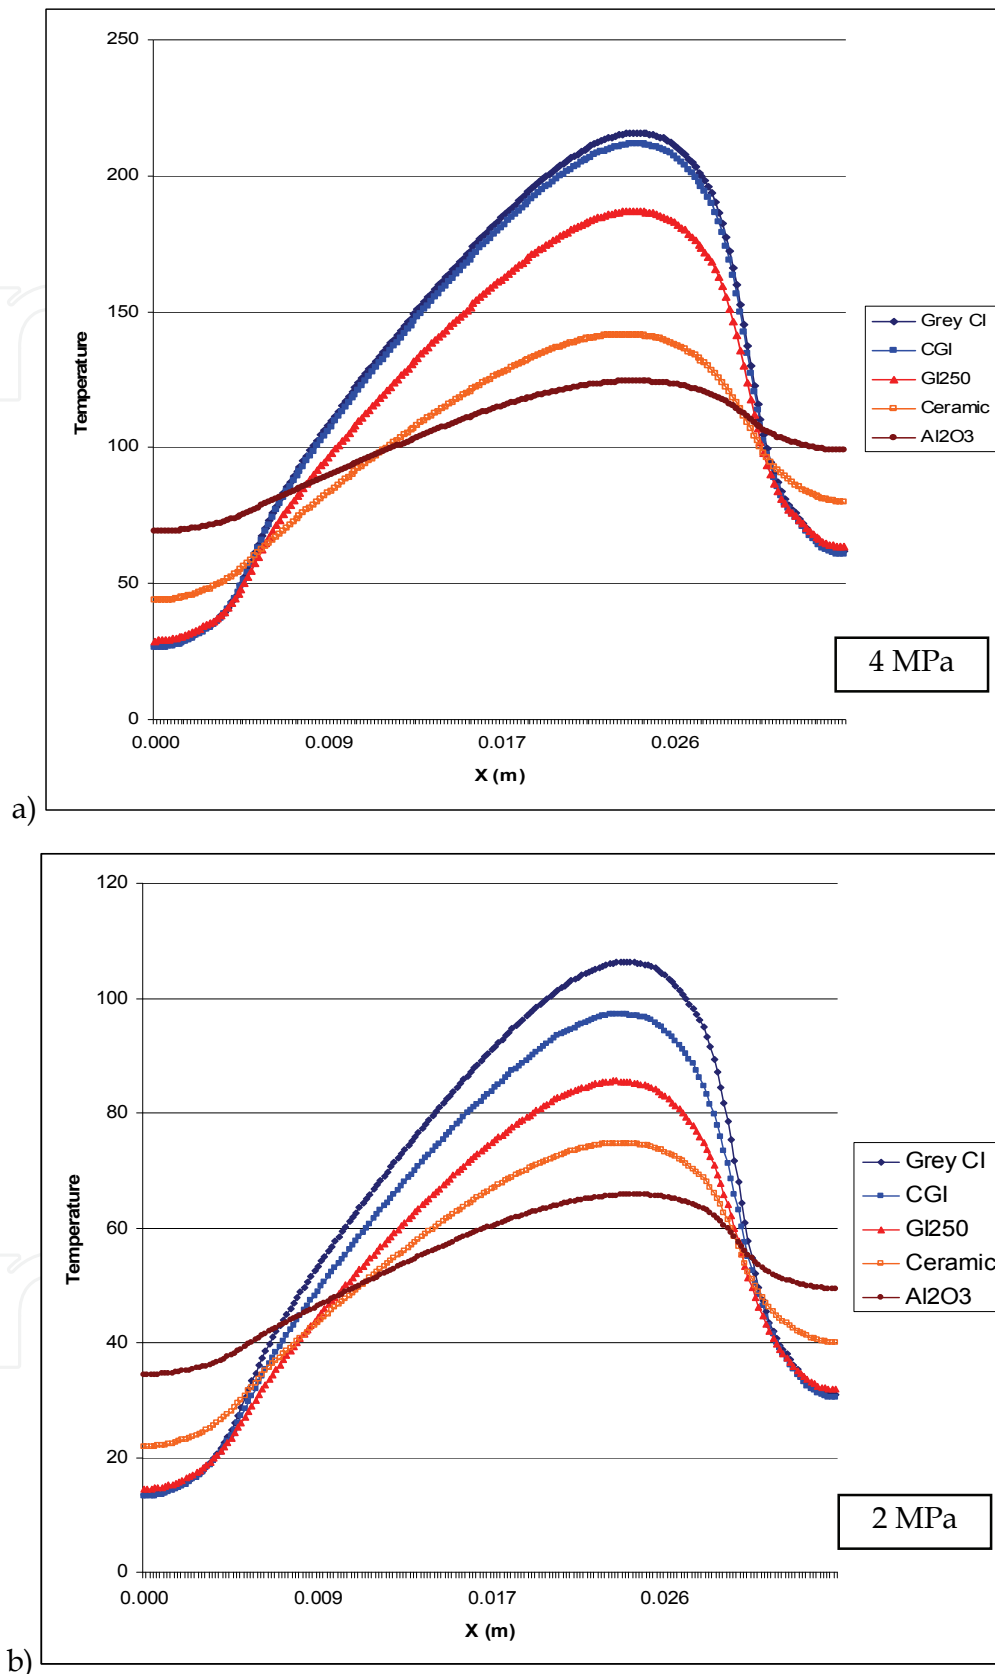 250
200
150
100
50
0
Temperature
0.000 0.009 0.017 0.026
X (m)
Grey CI
CGI
GI250
Ceramic
Al2O3
4 MPa
a)
120
100
80
60
40
20
0
Temperature
0.000 0.009 0.017 0.026
X (m)
Grey CI
CGI
GI250
Ceramic
Al2O3
2 MPa
b)